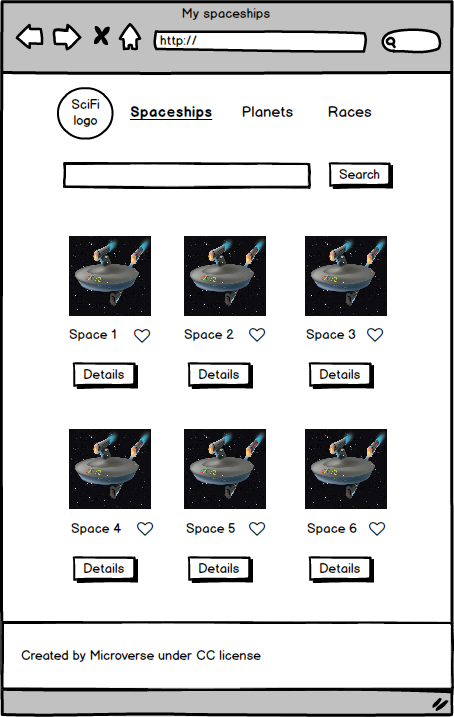 My spaceships
http://
SciFi
logo
Spaceships Planets Races
Search
Space 1 Space 2 Space 3
Details Details Details
Space 4 Space 5 Space 6
Details Details Details
Created by Microverse under CC license